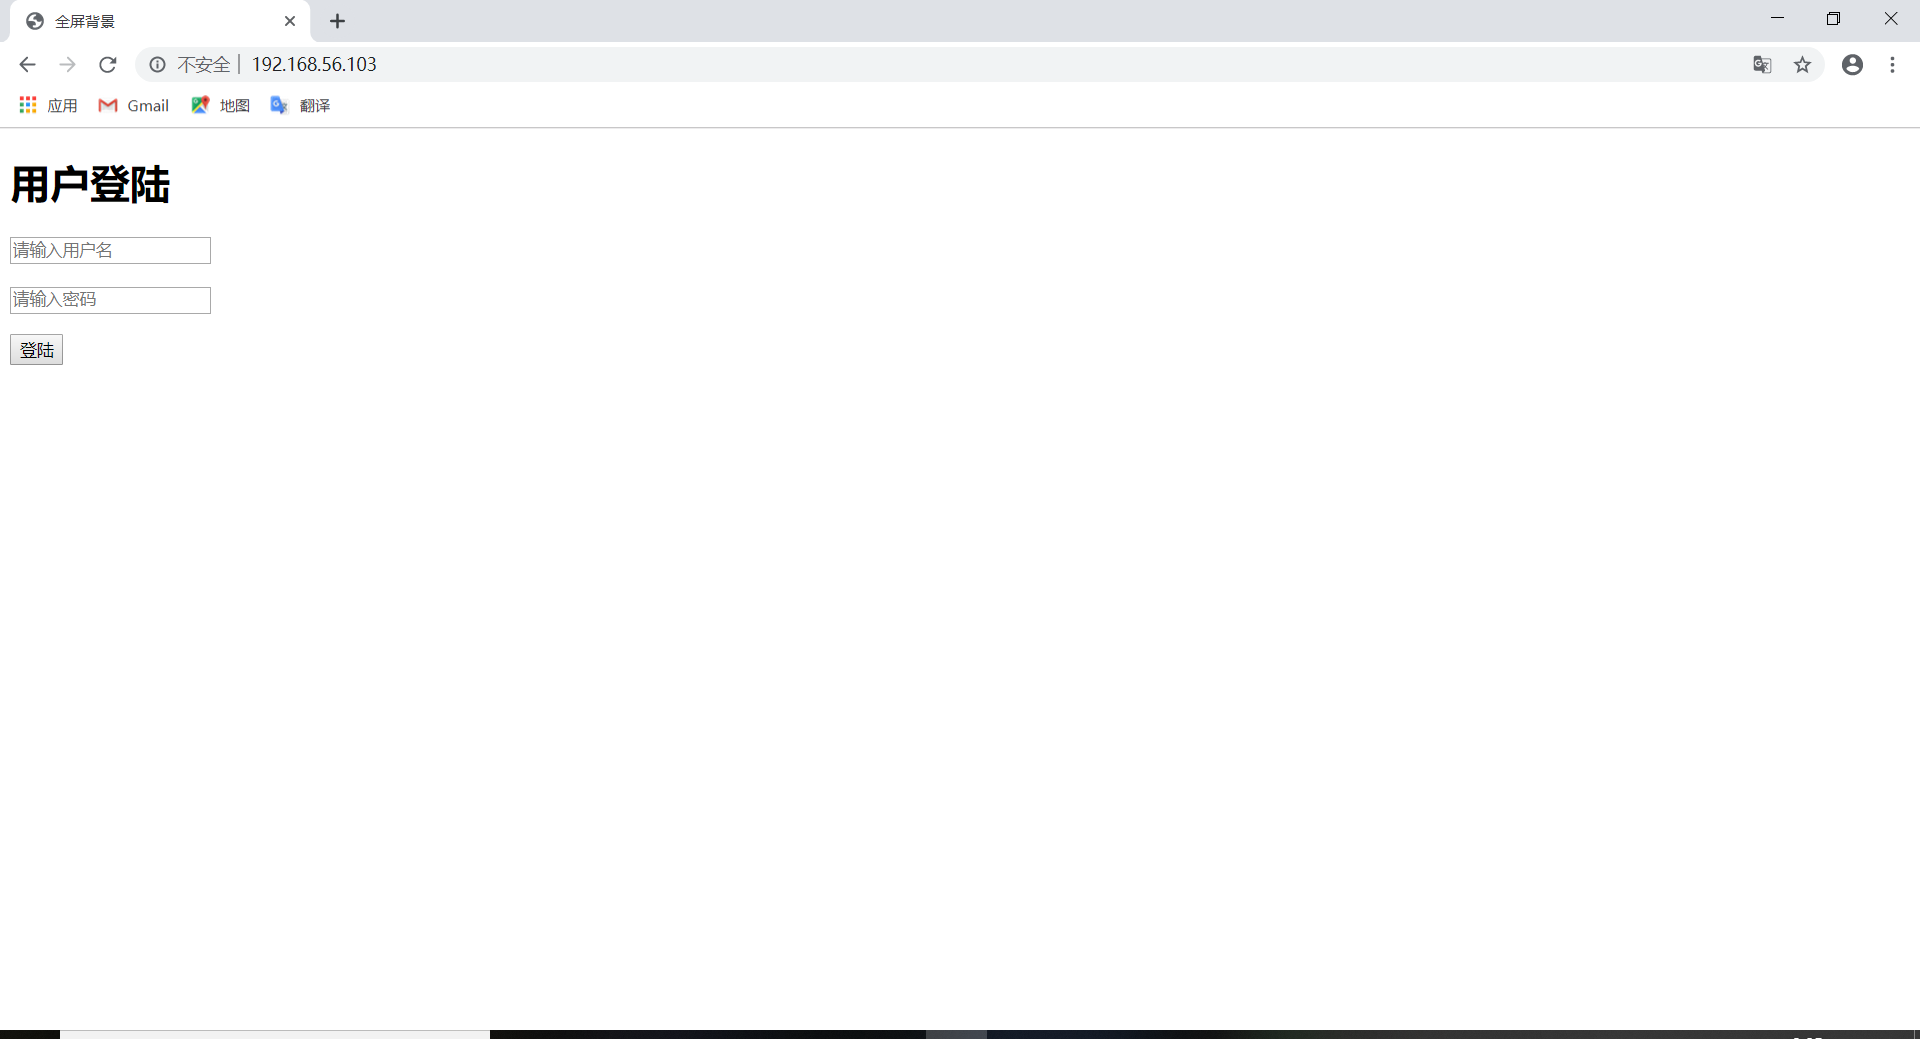 全屏背景
不安全 192.168.56.103
应用 Gmail 地图 翻译
用户登陆
请输入用户名
请输入密码
登陆